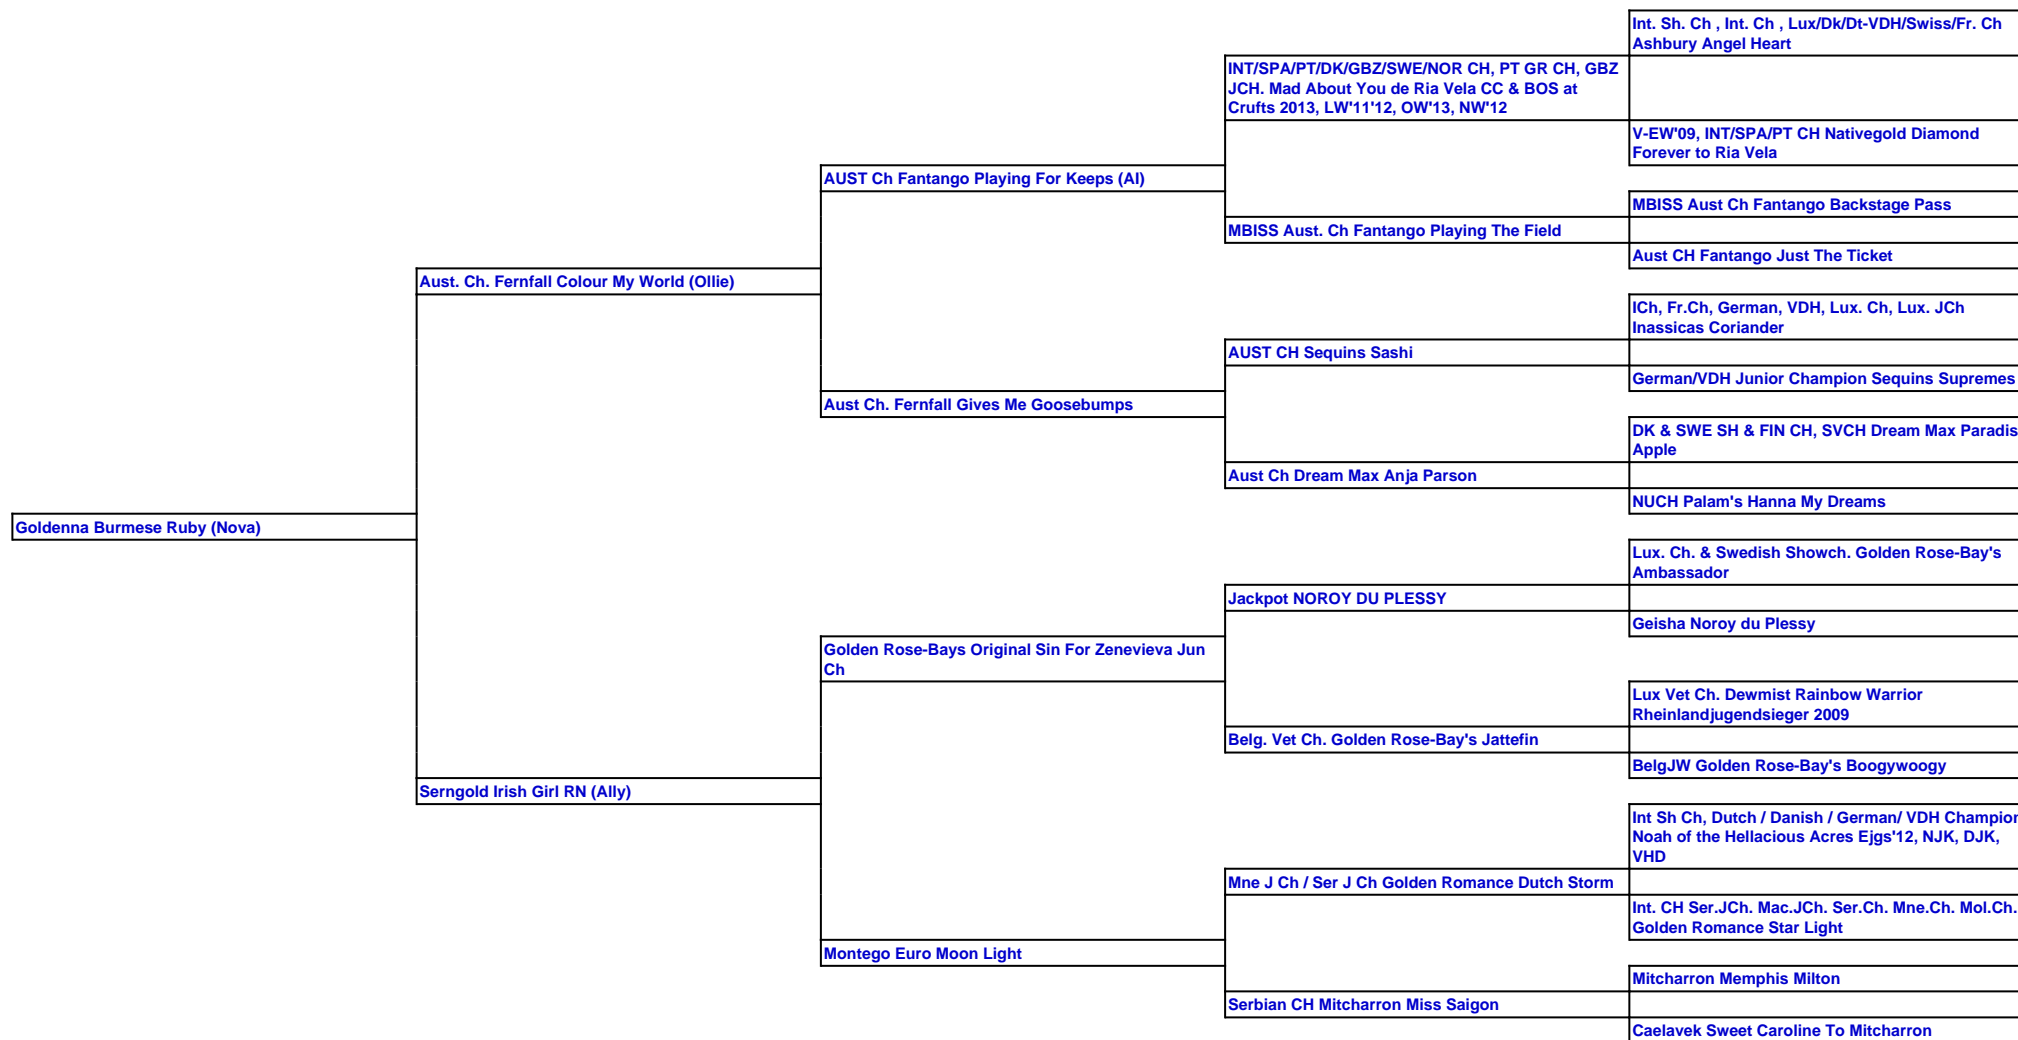 Int. Sh. Ch , Int. Ch , Lux/Dk/Dt-VDH/Swiss/Fr. Ch
Ashbury Angel Heart
INT/SPA/PT/DK/GBZ/SWE/NOR CH, PT GR CH, GBZ
JCH. Mad About You de Ria Vela CC & BOS at
Crufts 2013, LW'11'12, OW'13, NW'12
V-EW'09, INT/SPA/PT CH Nativegold Diamond
Forever to Ria Vela
AUST Ch Fantango Playing For Keeps (AI)
MBISS Aust Ch Fantango Backstage Pass
MBISS Aust. Ch Fantango Playing The Field
Aust CH Fantango Just The Ticket
Aust. Ch. Fernfall Colour My World (Ollie)
ICh, Fr.Ch, German, VDH, Lux. Ch, Lux. JCh
Inassicas Coriander
AUST CH Sequins Sashi
German/VDH Junior Champion Sequins Supremes
Aust Ch. Fernfall Gives Me Goosebumps
DK & SWE SH & FIN CH, SVCH Dream Max Paradis
Apple
Aust Ch Dream Max Anja Parson
NUCH Palam's Hanna My Dreams
Goldenna Burmese Ruby (Nova)
Lux. Ch. & Swedish Showch. Golden Rose-Bay's
Ambassador
Jackpot NOROY DU PLESSY
Geisha Noroy du Plessy
Golden Rose-Bays Original Sin For Zenevieva Jun
Ch
Lux Vet Ch. Dewmist Rainbow Warrior
Rheinlandjugendsieger 2009
Belg. Vet Ch. Golden Rose-Bay's Jattefin
BelgJW Golden Rose-Bay's Boogywoogy
Serngold Irish Girl RN (Ally)
Int Sh Ch, Dutch / Danish / German/ VDH Champion
Noah of the Hellacious Acres Ejgs'12, NJK, DJK,
VHD
Mne J Ch / Ser J Ch Golden Romance Dutch Storm
Int. CH Ser.JCh. Mac.JCh. Ser.Ch. Mne.Ch. Mol.Ch.
Golden Romance Star Light
Montego Euro Moon Light
Mitcharron Memphis Milton
Serbian CH Mitcharron Miss Saigon
Caelavek Sweet Caroline To Mitcharron